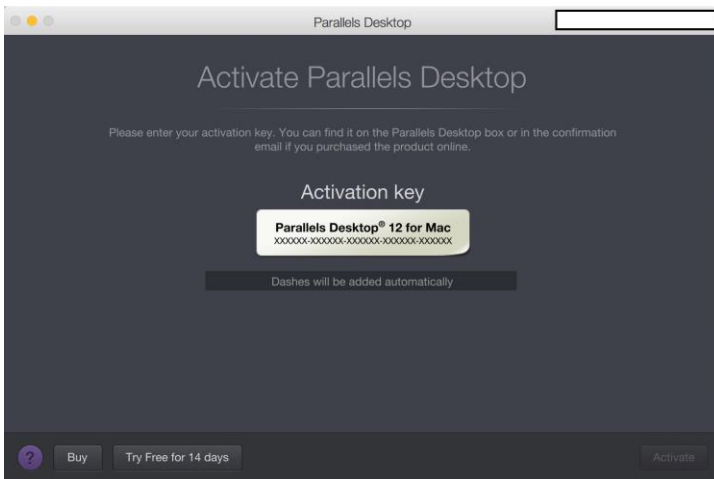 Parallels Desktop
Activate Parallels Desktop
Please enter your activation key. You can find it on the Parallels Desktop box or in the confirmation
email if you purchased the product online.
Activation key
Parallels Desktop® 12 for Mac
XXXXXX-XXXXXX-XXXXXX-XXXXXX-XXXXXX
Dashes will be added automatically
? Buy Try Free for 14 days Activate